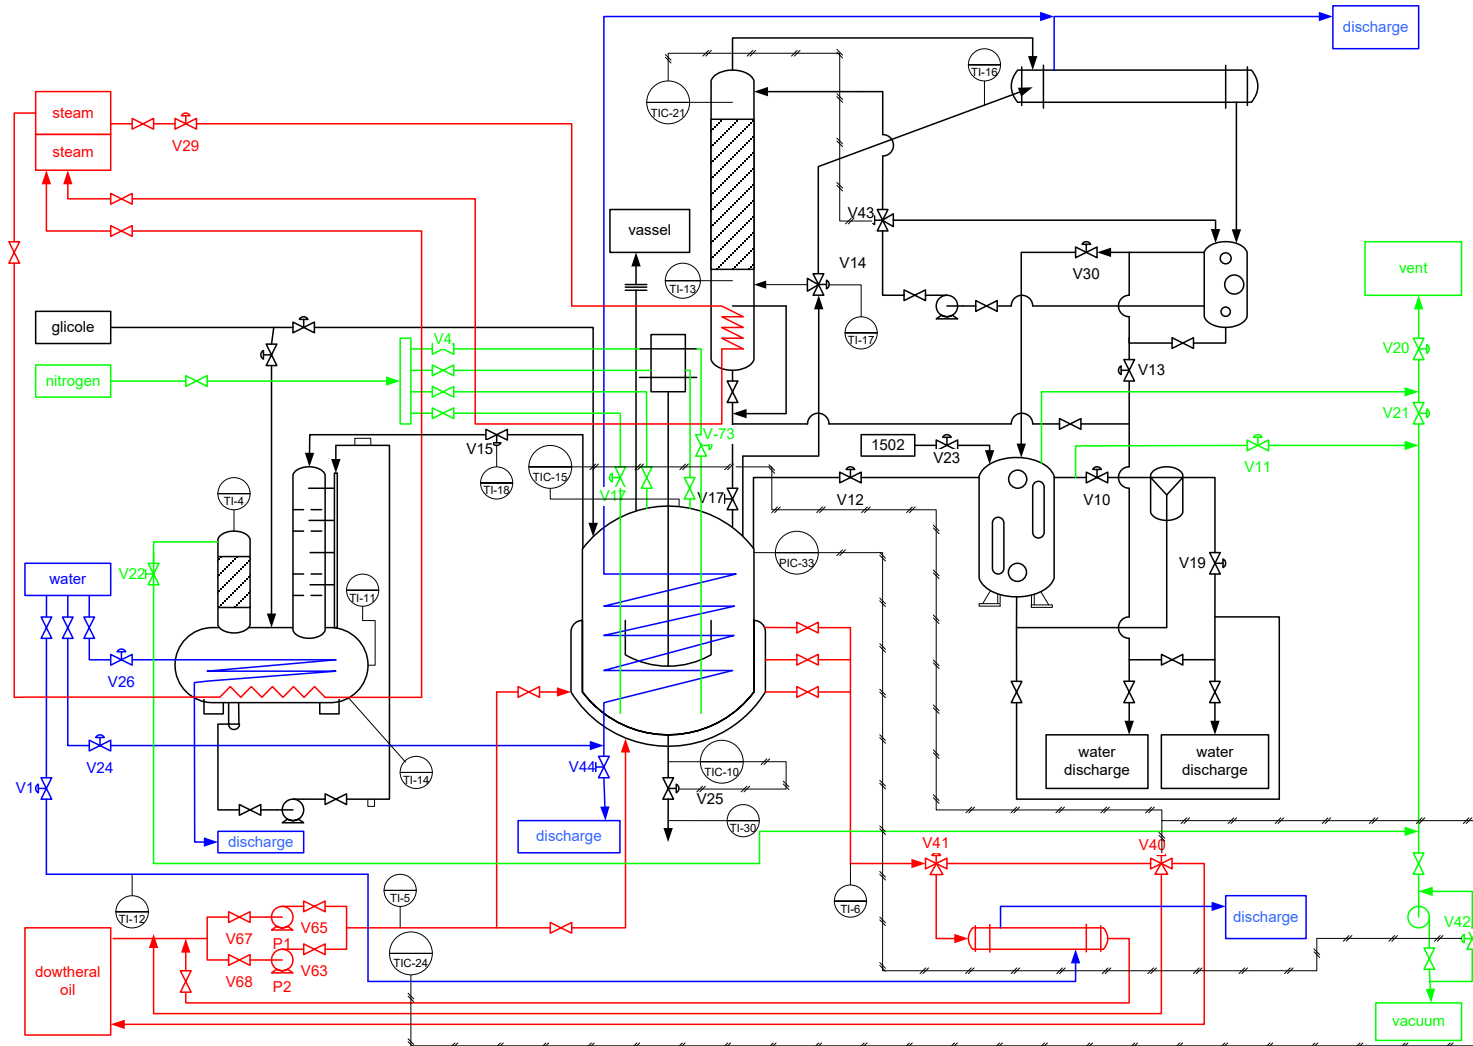 discharge
TI-16
steam
TIC-21
V29
steam
V43
vassel
V14
V30
vent
TI-13
glicole
TI-17
V4
V20
nitrogen
V13
V21
V-73
V15
1502
V23
TIC-15
TI-18
V11
TI-4
V17
V17
V12
V10
PIC-33
V19
V22
water
TI-11
V26
water
discharge
water
discharge
V24
V44
TIC-10
TI-14
V1
V25
TI-30
discharge
discharge
V41
V40
TI-5
TI-6
TI-12
discharge
V65
V42
V67
P1
TIC-24
V63
dowtheral
oil
V68
P2
vacuum